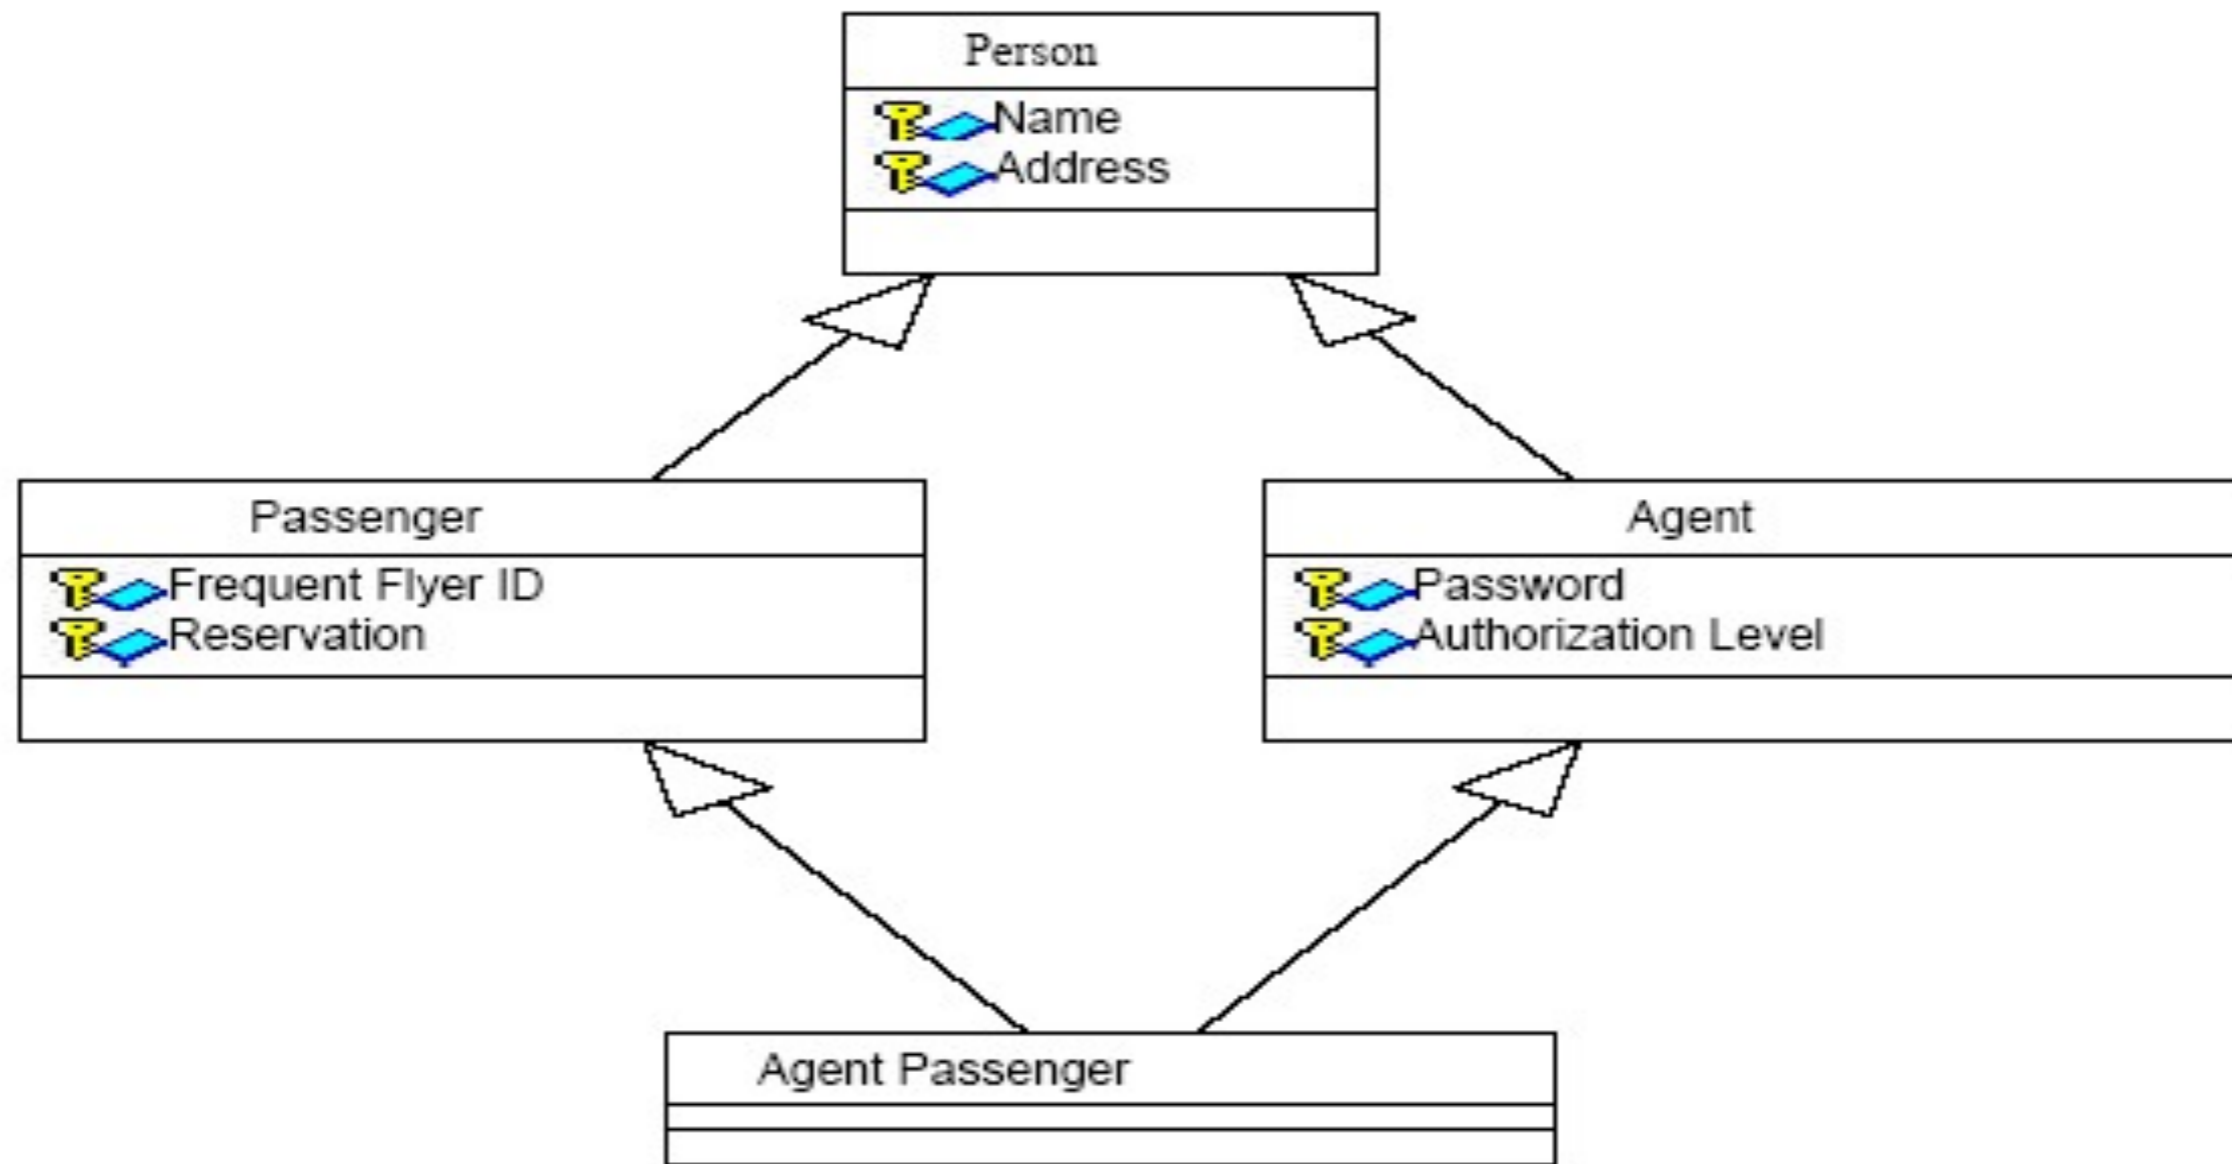 Person
Name
Address
Passenger
Frequent Flyer ID
Reservation
Agent
Password
Authorization Level
Agent Passenger